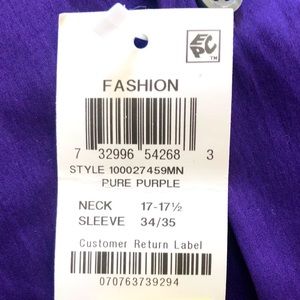 EPC
™
FASHION
7 32996 54268 3
STYLE 100027459MN
PURE PURPLE
NECK 17-17½
SLEEVE 34/35
Customer Return Label
070763739294